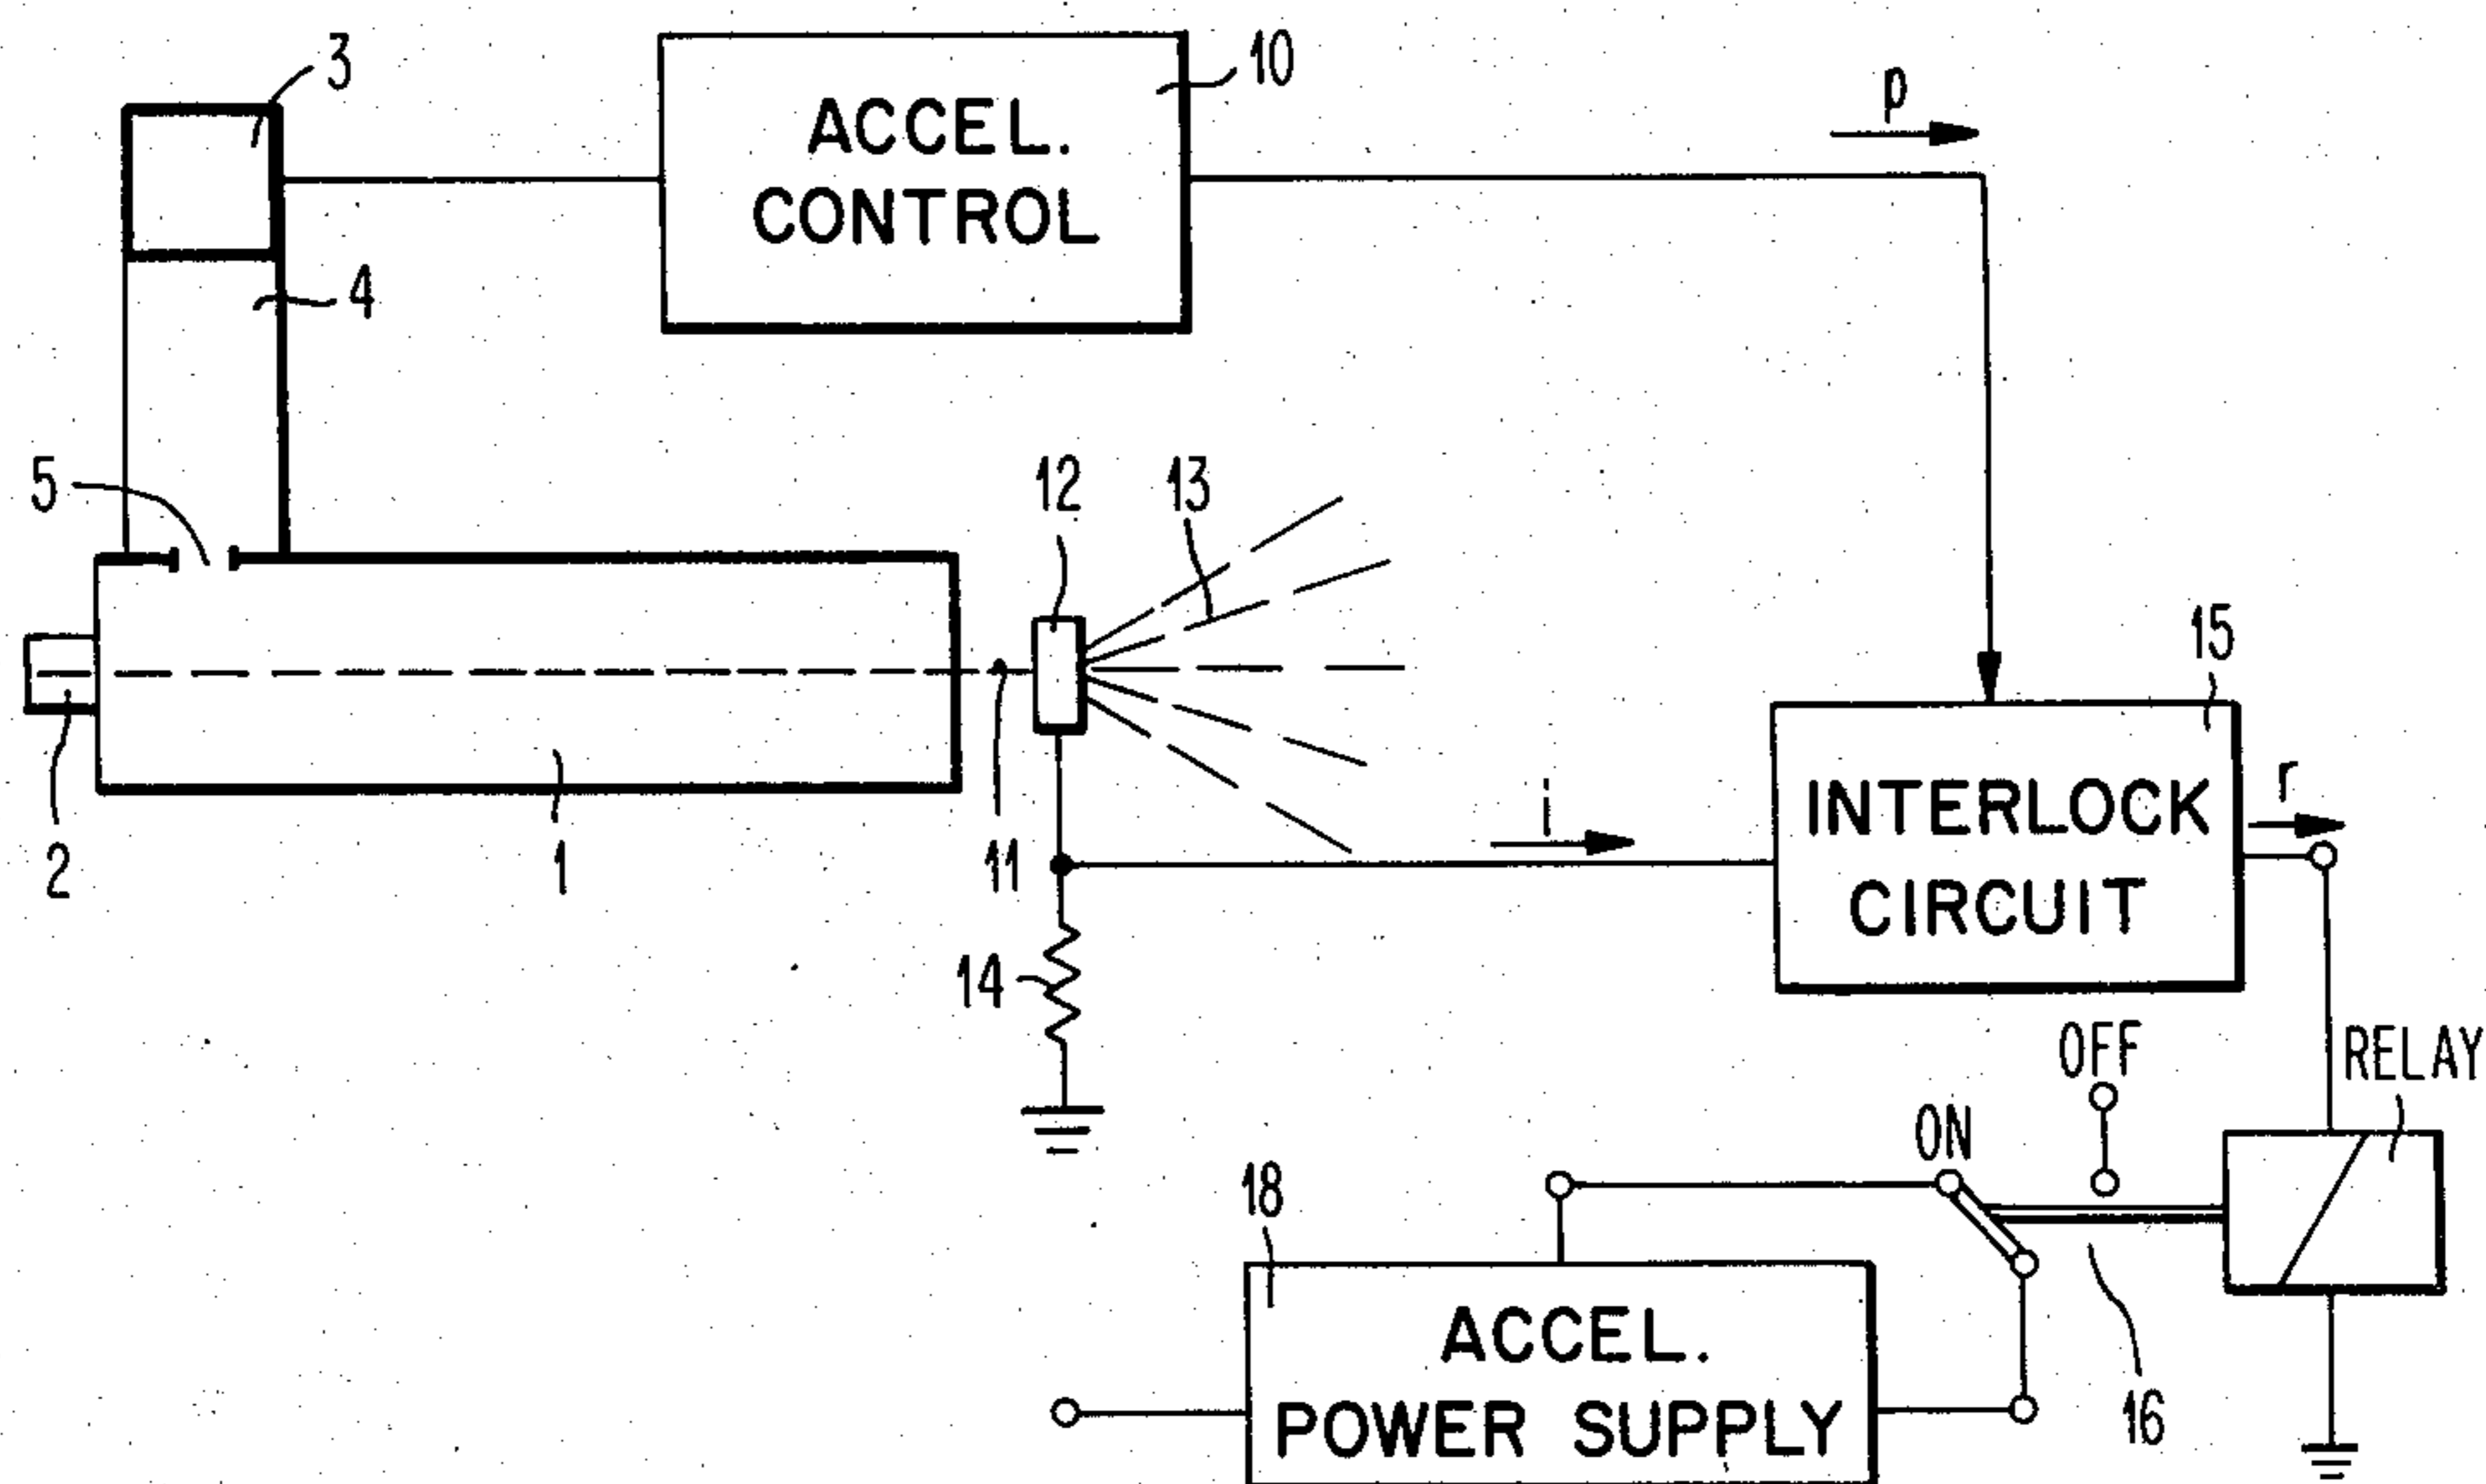 3
10
ACCEL.
CONTROL
p
4
5
12
13
15
2
1
11
i
INTERLOCK
CIRCUIT
r
14
OFF
RELAY
ON
18
ACCEL.
POWER SUPPLY
16